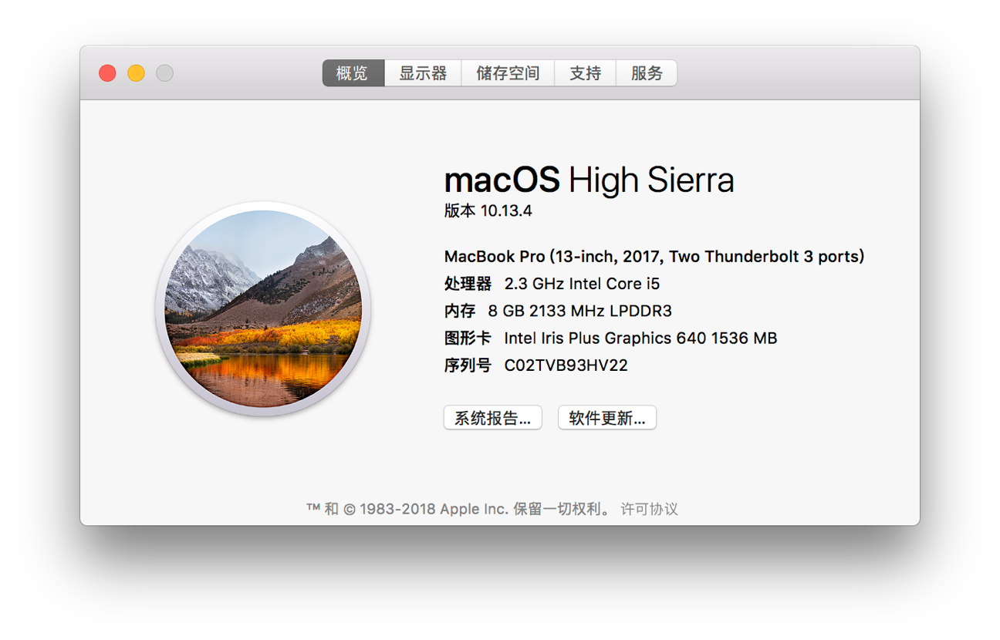 概览 显示器 储存空间 支持 服务
macOS High Sierra
版本 10.13.4
MacBook Pro (13-inch, 2017, Two Thunderbolt 3 ports)
处理器 2.3 GHz Intel Core i5
内存 8 GB 2133 MHz LPDDR3
图形卡 Intel Iris Plus Graphics 640 1536 MB
序列号 C02TVB93HV22
系统报告... 软件更新...
™ 和 © 1983-2018 Apple Inc. 保留一切权利。 许可协议